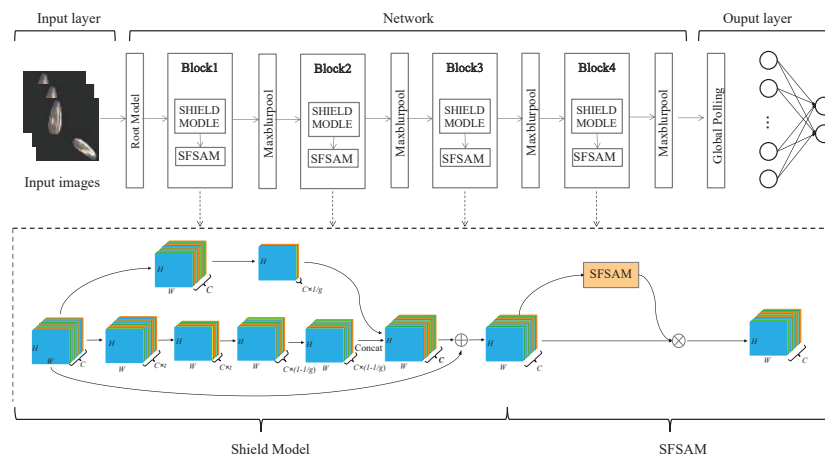 Input layer
Network
Ouput layer
Input images
Root Model
Block1
SHIELD
MODLE
SFSAM
Maxblurpool
Block2
SHIELD
MODLE
SFSAM
Maxblurpool
Block3
SHIELD
MODLE
SFSAM
Maxblurpool
Block4
SHIELD
MODLE
SFSAM
Maxblurpool
Global Polling
...
H
W
C
H
C×1/g
H
W
C
H
W
C×t
H
W
C×t
H
W
C×(1-1/g)
H
W
C×(1-1/g)
Concat
H
W
C
H
W
C
SFSAM
H
W
C
Shield Model
SFSAM